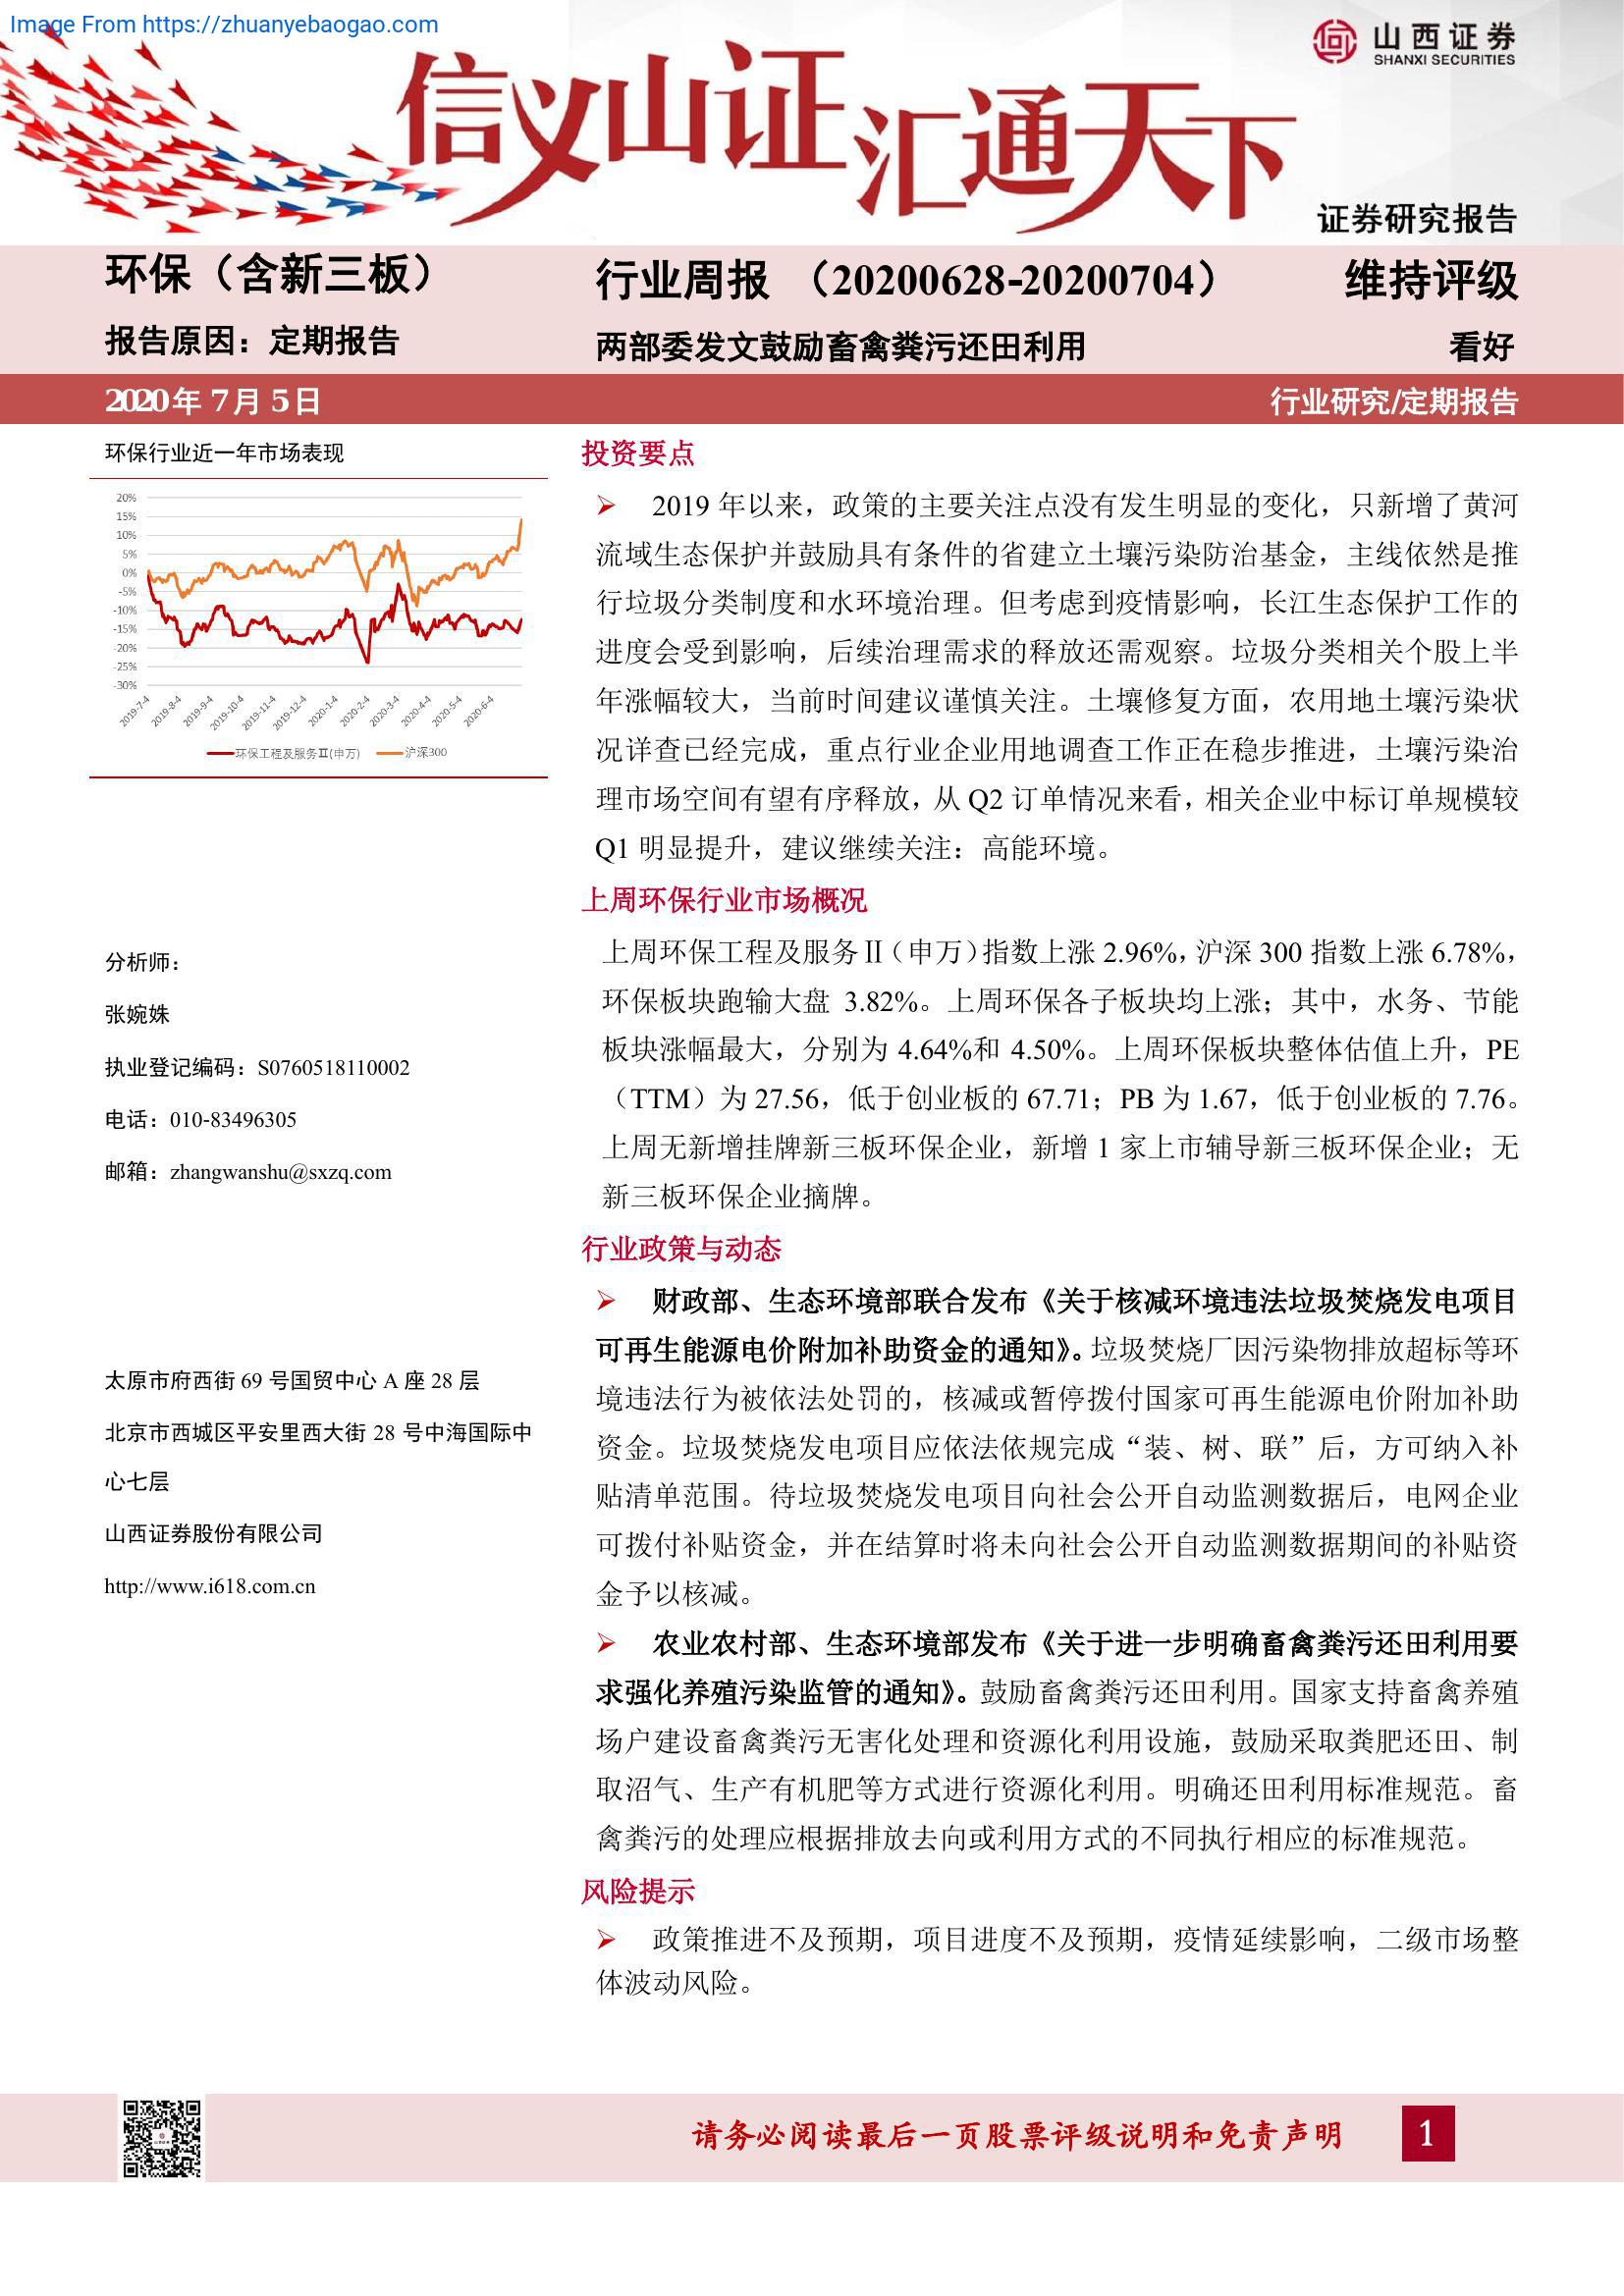 Image From https://zhuanyebaogao.com
山西证券
SHANXI SECURITIES
信义山证汇通天下
证券研究报告
环保（含新三板）
行业周报 （20200628-20200704）
维持评级
报告原因：定期报告
两部委发文鼓励畜禽粪污还田利用
看好
2020年 7月 5日
行业研究/定期报告
环保行业近一年市场表现
20%
15%
10%
5%
0%
-5%
-10%
-15%
-20%
-25%
-30%
2019-7-4
2019-8-4
2019-9-4
2019-10-4
2019-11-4
2019-12-4
2020-1-4
2020-2-4
2020-3-4
2020-4-4
2020-5-4
2020-6-4
环保工程及服务Ⅱ(申万)
沪深300
分析师：
张婉姝
执业登记编码：S0760518110002
电话：010-83496305
邮箱：zhangwanshu@sxzq.com
太原市府西街 69 号国贸中心 A 座 28 层
北京市西城区平安里西大街 28 号中海国际中
心七层
山西证券股份有限公司
http://www.i618.com.cn
投资要点
➢ 2019 年以来，政策的主要关注点没有发生明显的变化，只新增了黄河
流域生态保护并鼓励具有条件的省建立土壤污染防治基金，主线依然是推
行垃圾分类制度和水环境治理。但考虑到疫情影响，长江生态保护工作的
进度会受到影响，后续治理需求的释放还需观察。垃圾分类相关个股上半
年涨幅较大，当前时间建议谨慎关注。土壤修复方面，农用地土壤污染状
况详查已经完成，重点行业企业用地调查工作正在稳步推进，土壤污染治
理市场空间有望有序释放，从 Q2 订单情况来看，相关企业中标订单规模较
Q1 明显提升，建议继续关注：高能环境。
上周环保行业市场概况
上周环保工程及服务Ⅱ（申万）指数上涨 2.96%，沪深 300 指数上涨 6.78%，
环保板块跑输大盘 3.82%。上周环保各子板块均上涨；其中，水务、节能
板块涨幅最大，分别为 4.64%和 4.50%。上周环保板块整体估值上升，PE
（TTM）为 27.56，低于创业板的 67.71；PB 为 1.67，低于创业板的 7.76。
上周无新增挂牌新三板环保企业，新增 1 家上市辅导新三板环保企业；无
新三板环保企业摘牌。
行业政策与动态
➢ 财政部、生态环境部联合发布《关于核减环境违法垃圾焚烧发电项目
可再生能源电价附加补助资金的通知》。垃圾焚烧厂因污染物排放超标等环
境违法行为被依法处罚的，核减或暂停拨付国家可再生能源电价附加补助
资金。垃圾焚烧发电项目应依法依规完成“装、树、联”后，方可纳入补
贴清单范围。待垃圾焚烧发电项目向社会公开自动监测数据后，电网企业
可拨付补贴资金，并在结算时将未向社会公开自动监测数据期间的补贴资
金予以核减。
➢ 农业农村部、生态环境部发布《关于进一步明确畜禽粪污还田利用要
求强化养殖污染监管的通知》。鼓励畜禽粪污还田利用。国家支持畜禽养殖
场户建设畜禽粪污无害化处理和资源化利用设施，鼓励采取粪肥还田、制
取沼气、生产有机肥等方式进行资源化利用。明确还田利用标准规范。畜
禽粪污的处理应根据排放去向或利用方式的不同执行相应的标准规范。
风险提示
➢ 政策推进不及预期，项目进度不及预期，疫情延续影响，二级市场整
体波动风险。
请务必阅读最后一页股票评级说明和免责声明
1